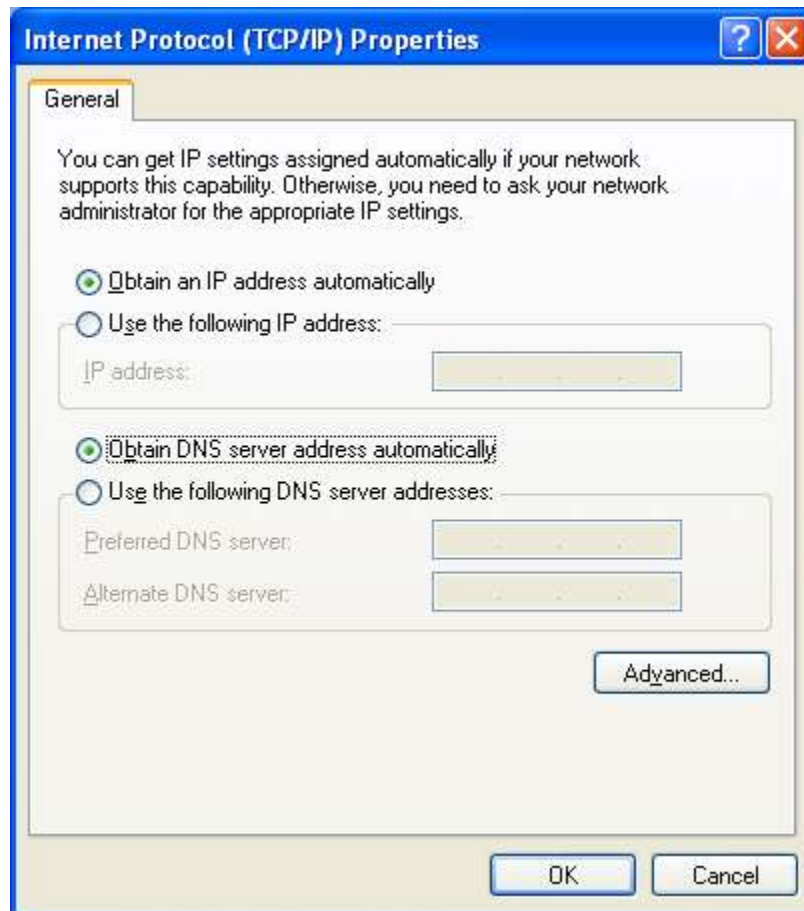 Internet Protocol (TCP/IP) Properties
General
You can get IP settings assigned automatically if your network
supports this capability. Otherwise, you need to ask your network
administrator for the appropriate IP settings.
Obtain an IP address automatically
Use the following IP address:
IP address:
Obtain DNS server address automatically
Use the following DNS server addresses:
Preferred DNS server:
Alternate DNS server:
Advanced...
OK Cancel